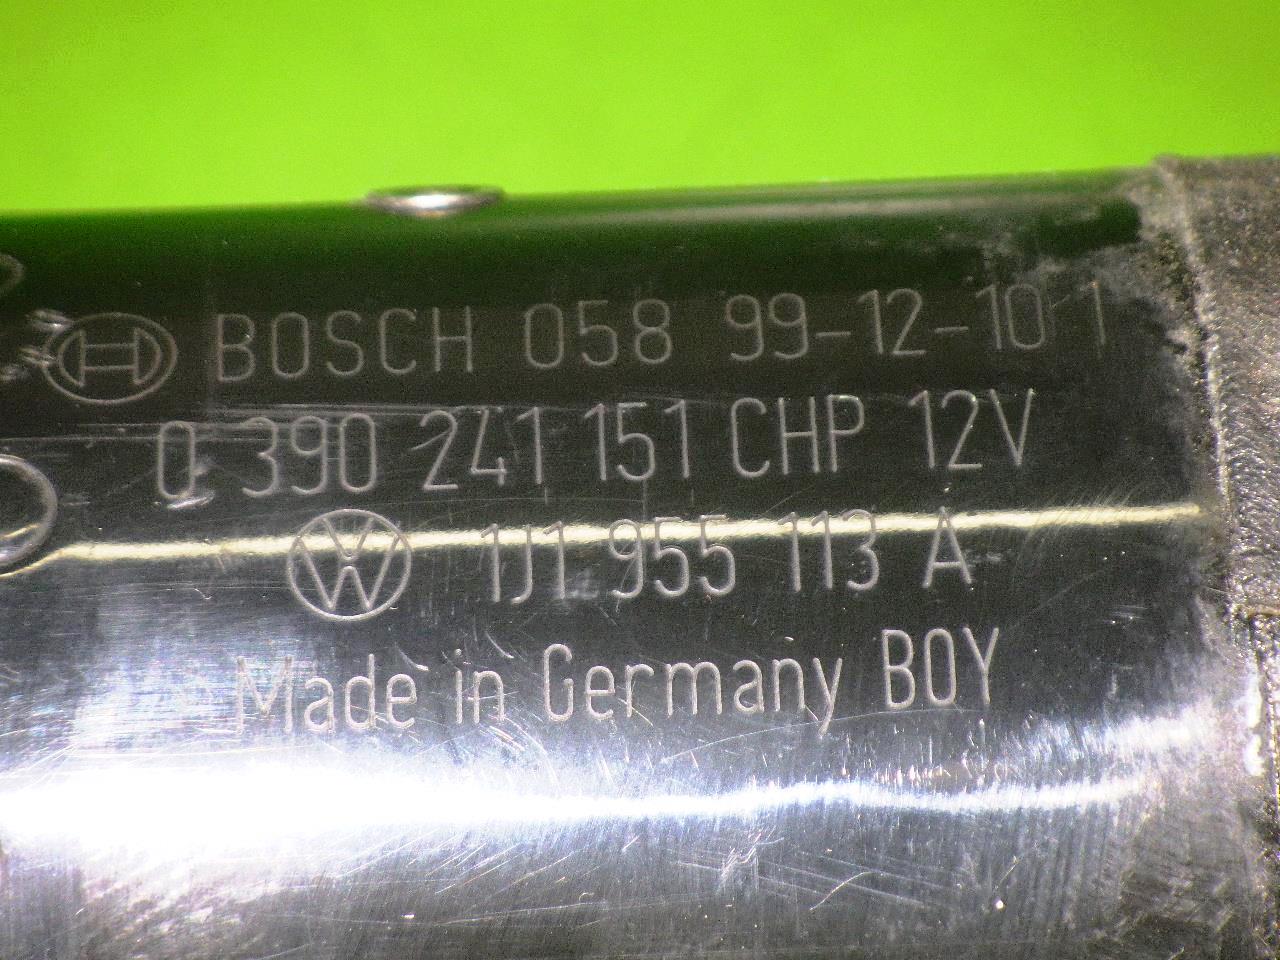 BOSCH 058 99-12-10 1
0 390 241 151 CHP 12V
1J1 955 113 A
Made in Germany BOY